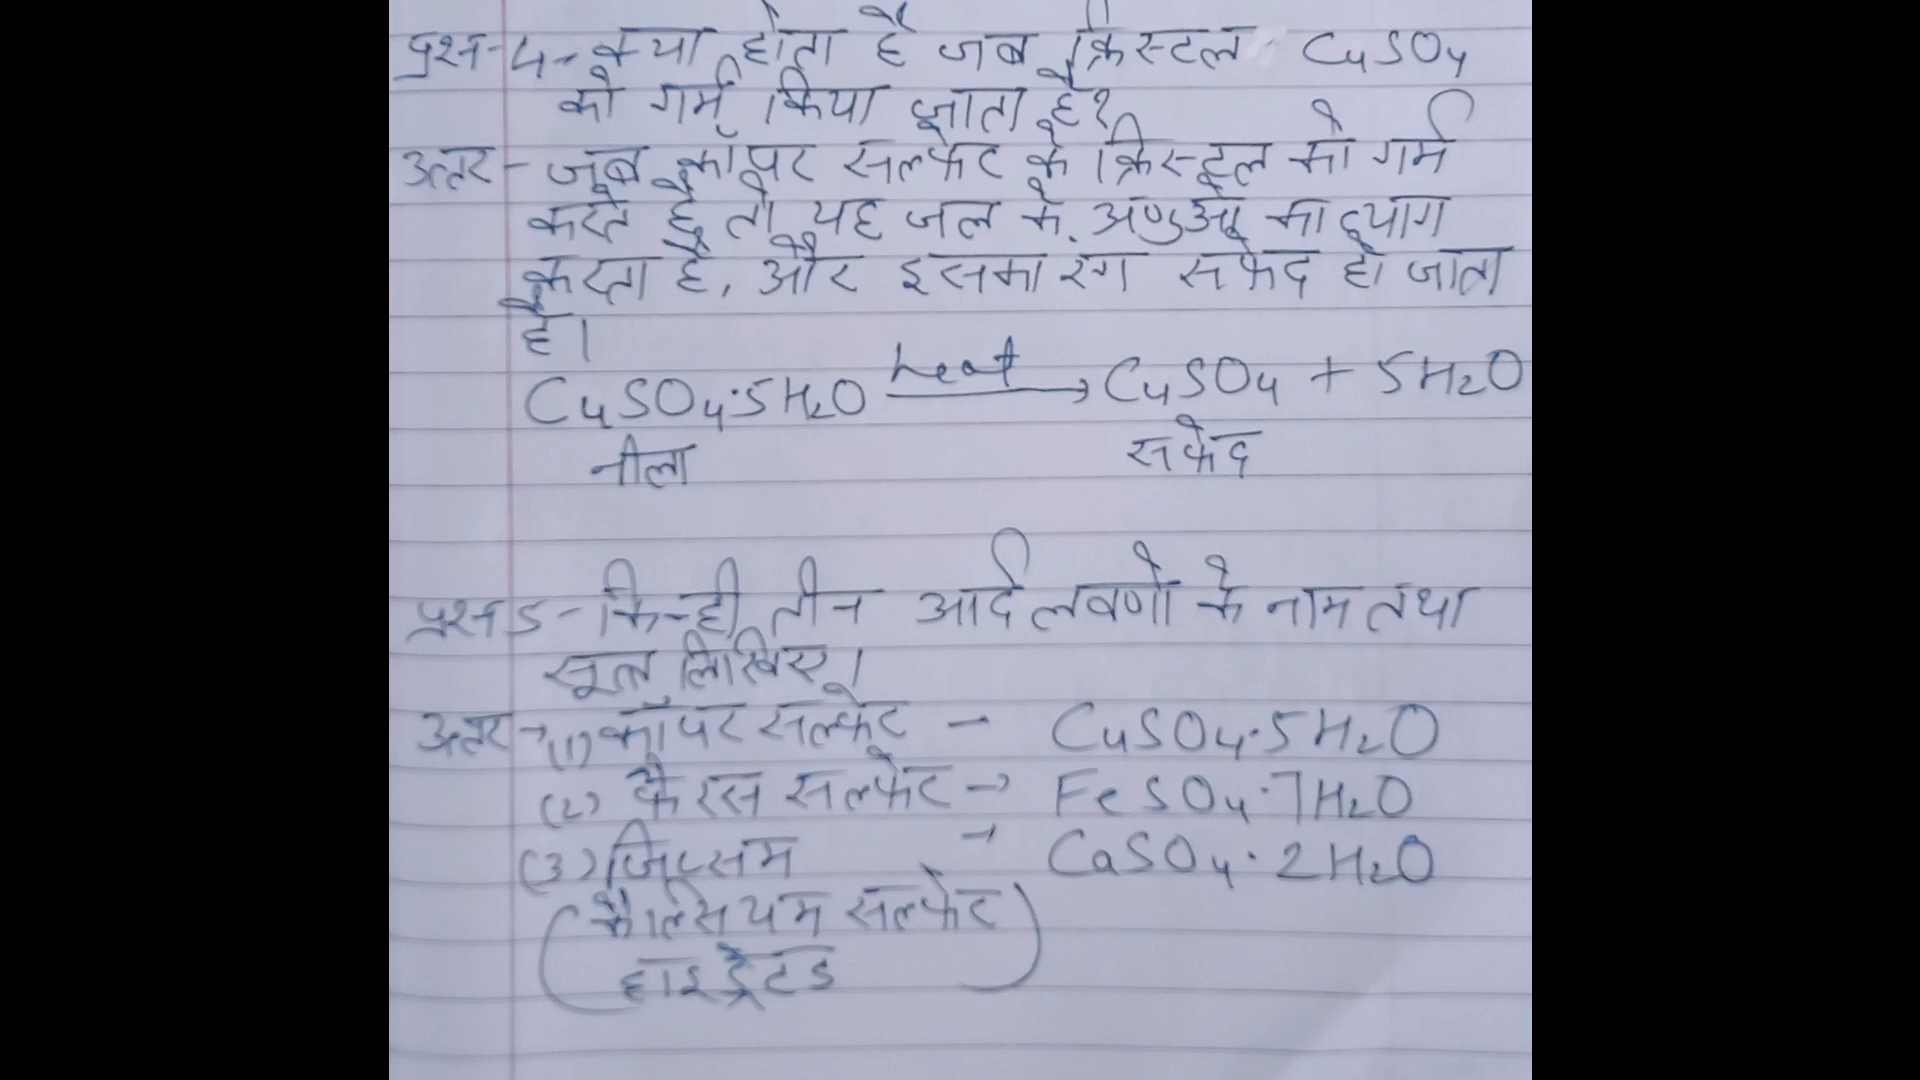 प्रश्न-4- क्या होता है जब क्रिस्टल CuSO4
को गर्म किया जाता है?
उत्तर- जब कॉपर सल्फेट के क्रिस्टल को गर्म
करते है तो यह जल के अणुओं का त्याग
करता है, और इसका रंग सफेद हो जाता
है।
CuSO4·5H2O heat → CuSO4 + 5H2O
नीला सफेद
प्रश्न 5- किन्ही तीन आर्द लवणो के नाम तथा
सूत्र लिखिए।
उत्तर- (1) कॉपर सल्फेट - CuSO4·5H2O
(2) फैरस सल्फेट → FeSO4·7H2O
(3) जिप्सम → CaSO4·2H2O
(कैल्सियम सल्फेट
हाइड्रेटड)